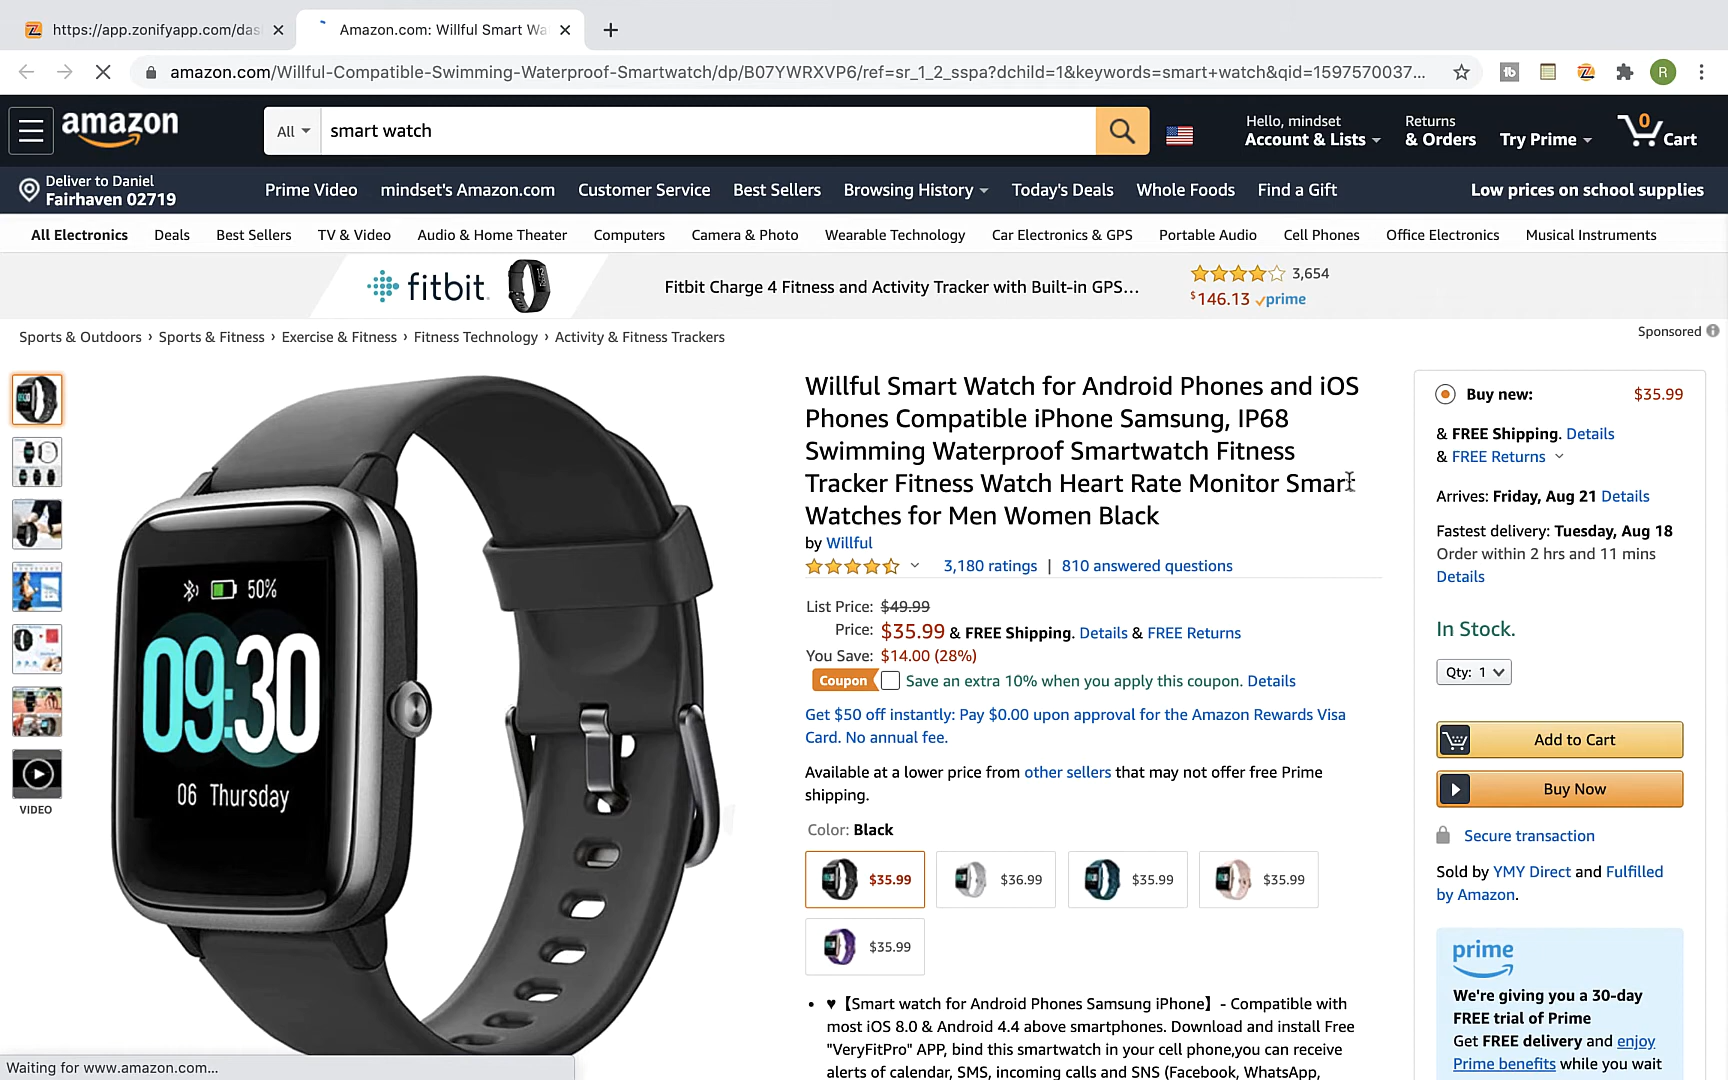 https://app.zonifyapp.com/das
Amazon.com: Willful Smart Wa
amazon.com/Willful-Compatible-Swimming-Waterproof-Smartwatch/dp/B07YWRXVP6/ref=sr_1_2_sspa?dchild=1&keywords=smart+watch&qid=1597570037...
R
amazon
All
smart watch
Hello, mindset
Account & Lists
Returns
& Orders
Try Prime
0
Cart
Deliver to Daniel
Fairhaven 02719
Prime Video
mindset's Amazon.com
Customer Service
Best Sellers
Browsing History
Today's Deals
Whole Foods
Find a Gift
Low prices on school supplies
All Electronics
Deals
Best Sellers
TV & Video
Audio & Home Theater
Computers
Camera & Photo
Wearable Technology
Car Electronics & GPS
Portable Audio
Cell Phones
Office Electronics
Musical Instruments
fitbit
Fitbit Charge 4 Fitness and Activity Tracker with Built-in GPS...
3,654
$146.13 prime
Sponsored
Sports & Outdoors › Sports & Fitness › Exercise & Fitness › Fitness Technology › Activity & Fitness Trackers
VIDEO
50%
09:30
06 Thursday
Willful Smart Watch for Android Phones and iOS
Phones Compatible iPhone Samsung, IP68
Swimming Waterproof Smartwatch Fitness
Tracker Fitness Watch Heart Rate Monitor Smart
Watches for Men Women Black
by Willful
3,180 ratings | 810 answered questions
List Price: $49.99
Price: $35.99 & FREE Shipping. Details & FREE Returns
You Save: $14.00 (28%)
Coupon Save an extra 10% when you apply this coupon. Details
Get $50 off instantly: Pay $0.00 upon approval for the Amazon Rewards Visa
Card. No annual fee.
Available at a lower price from other sellers that may not offer free Prime
shipping.
Color: Black
$35.99
$36.99
$35.99
$35.99
$35.99
• ♥【Smart watch for Android Phones Samsung iPhone】- Compatible with
most iOS 8.0 & Android 4.4 above smartphones. Download and install Free
"VeryFitPro" APP, bind this smartwatch in your cell phone,you can receive
alerts of calendar, SMS, incoming calls and SNS (Facebook, WhatsApp,
Buy new: $35.99
& FREE Shipping. Details
& FREE Returns
Arrives: Friday, Aug 21 Details
Fastest delivery: Tuesday, Aug 18
Order within 2 hrs and 11 mins
Details
In Stock.
Qty: 1
Add to Cart
Buy Now
Secure transaction
Sold by YMY Direct and Fulfilled
by Amazon.
prime
We're giving you a 30-day
FREE trial of Prime
Get FREE delivery and enjoy
Prime benefits while you wait
Waiting for www.amazon.com...